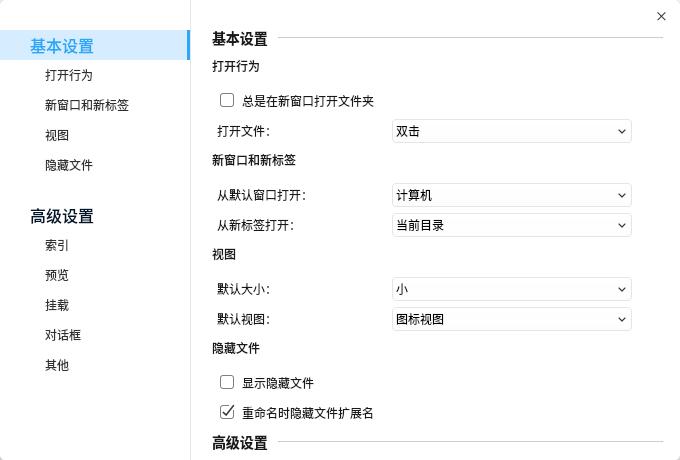 基本设置
打开行为
新窗口和新标签
视图
隐藏文件
高级设置
索引
预览
挂载
对话框
其他
基本设置
打开行为
总是在新窗口打开文件夹
打开文件： 双击
新窗口和新标签
从默认窗口打开： 计算机
从新标签打开： 当前目录
视图
默认大小： 小
默认视图： 图标视图
隐藏文件
显示隐藏文件
重命名时隐藏文件扩展名
高级设置